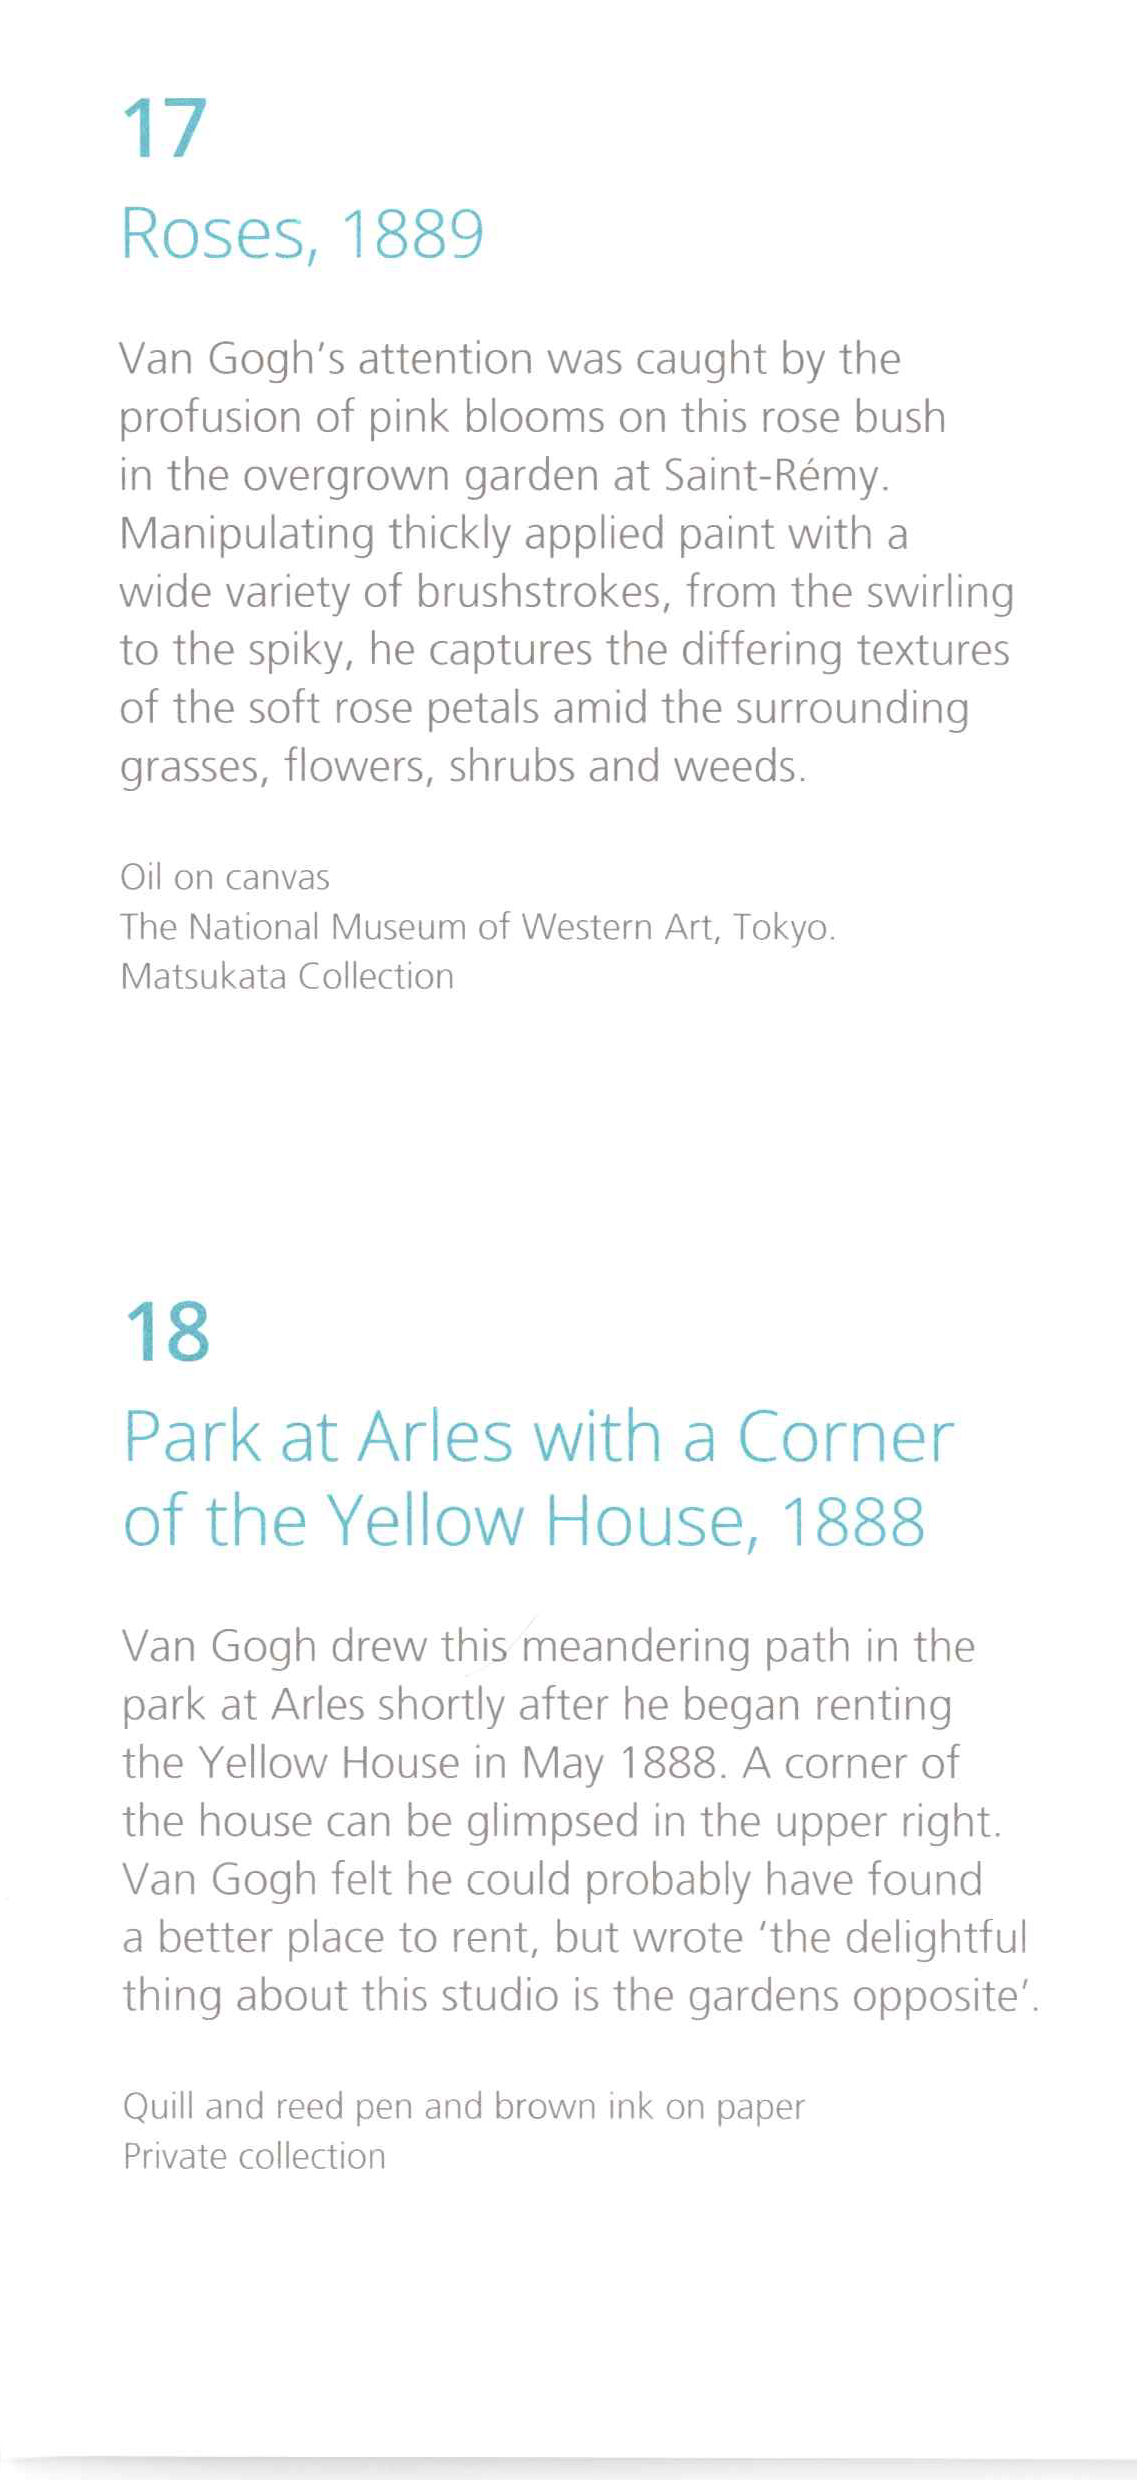 17
Roses, 1889
Van Gogh’s attention was caught by the
profusion of pink blooms on this rose bush
in the overgrown garden at Saint-Rémy.
Manipulating thickly applied paint with a
wide variety of brushstrokes, from the swirling
to the spiky, he captures the differing textures
of the soft rose petals amid the surrounding
grasses, flowers, shrubs and weeds.
Oil on canvas
The National Museum of Western Art, Tokyo.
Matsukata Collection
18
Park at Arles with a Corner
of the Yellow House, 1888
Van Gogh drew this meandering path in the
park at Arles shortly after he began renting
the Yellow House in May 1888. A corner of
the house can be glimpsed in the upper right.
Van Gogh felt he could probably have found
a better place to rent, but wrote ‘the delightful
thing about this studio is the gardens opposite’.
Quill and reed pen and brown ink on paper
Private collection